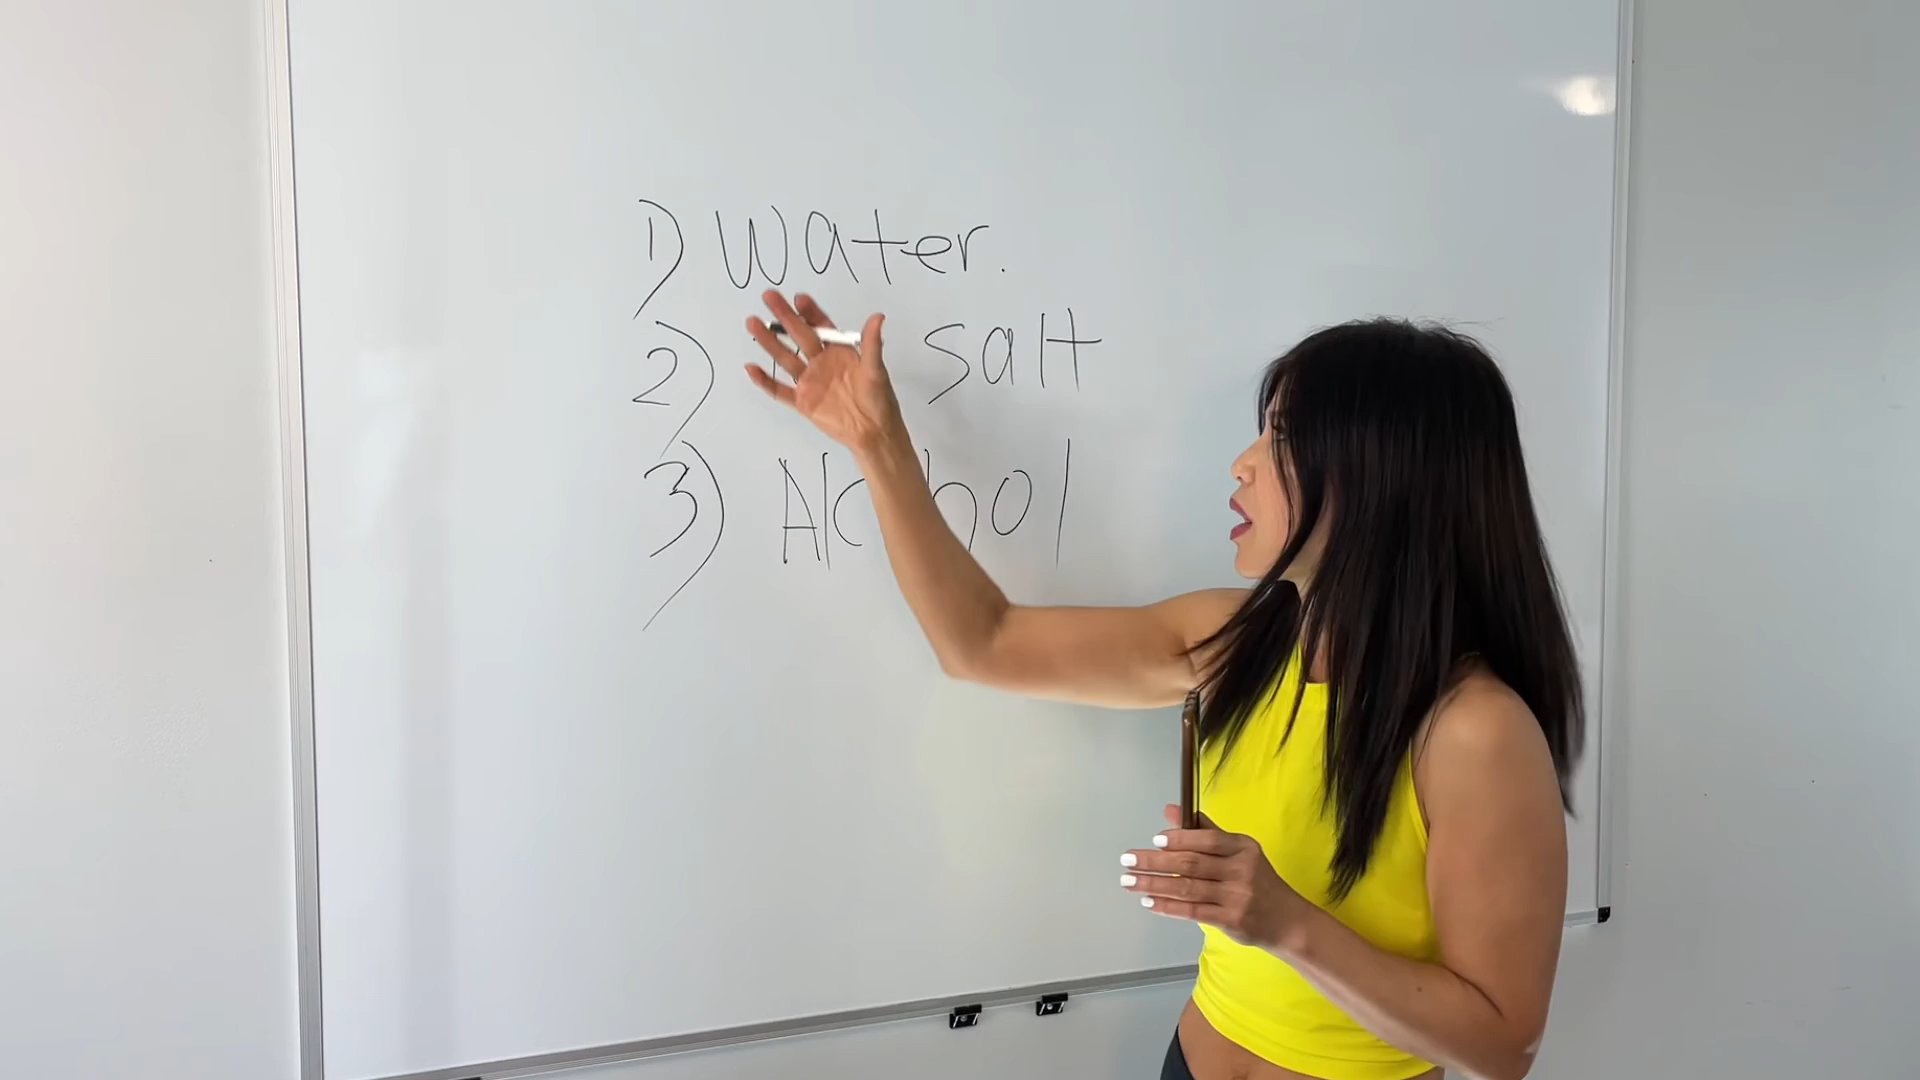 1) Water.
2) salt
3) Alcohol